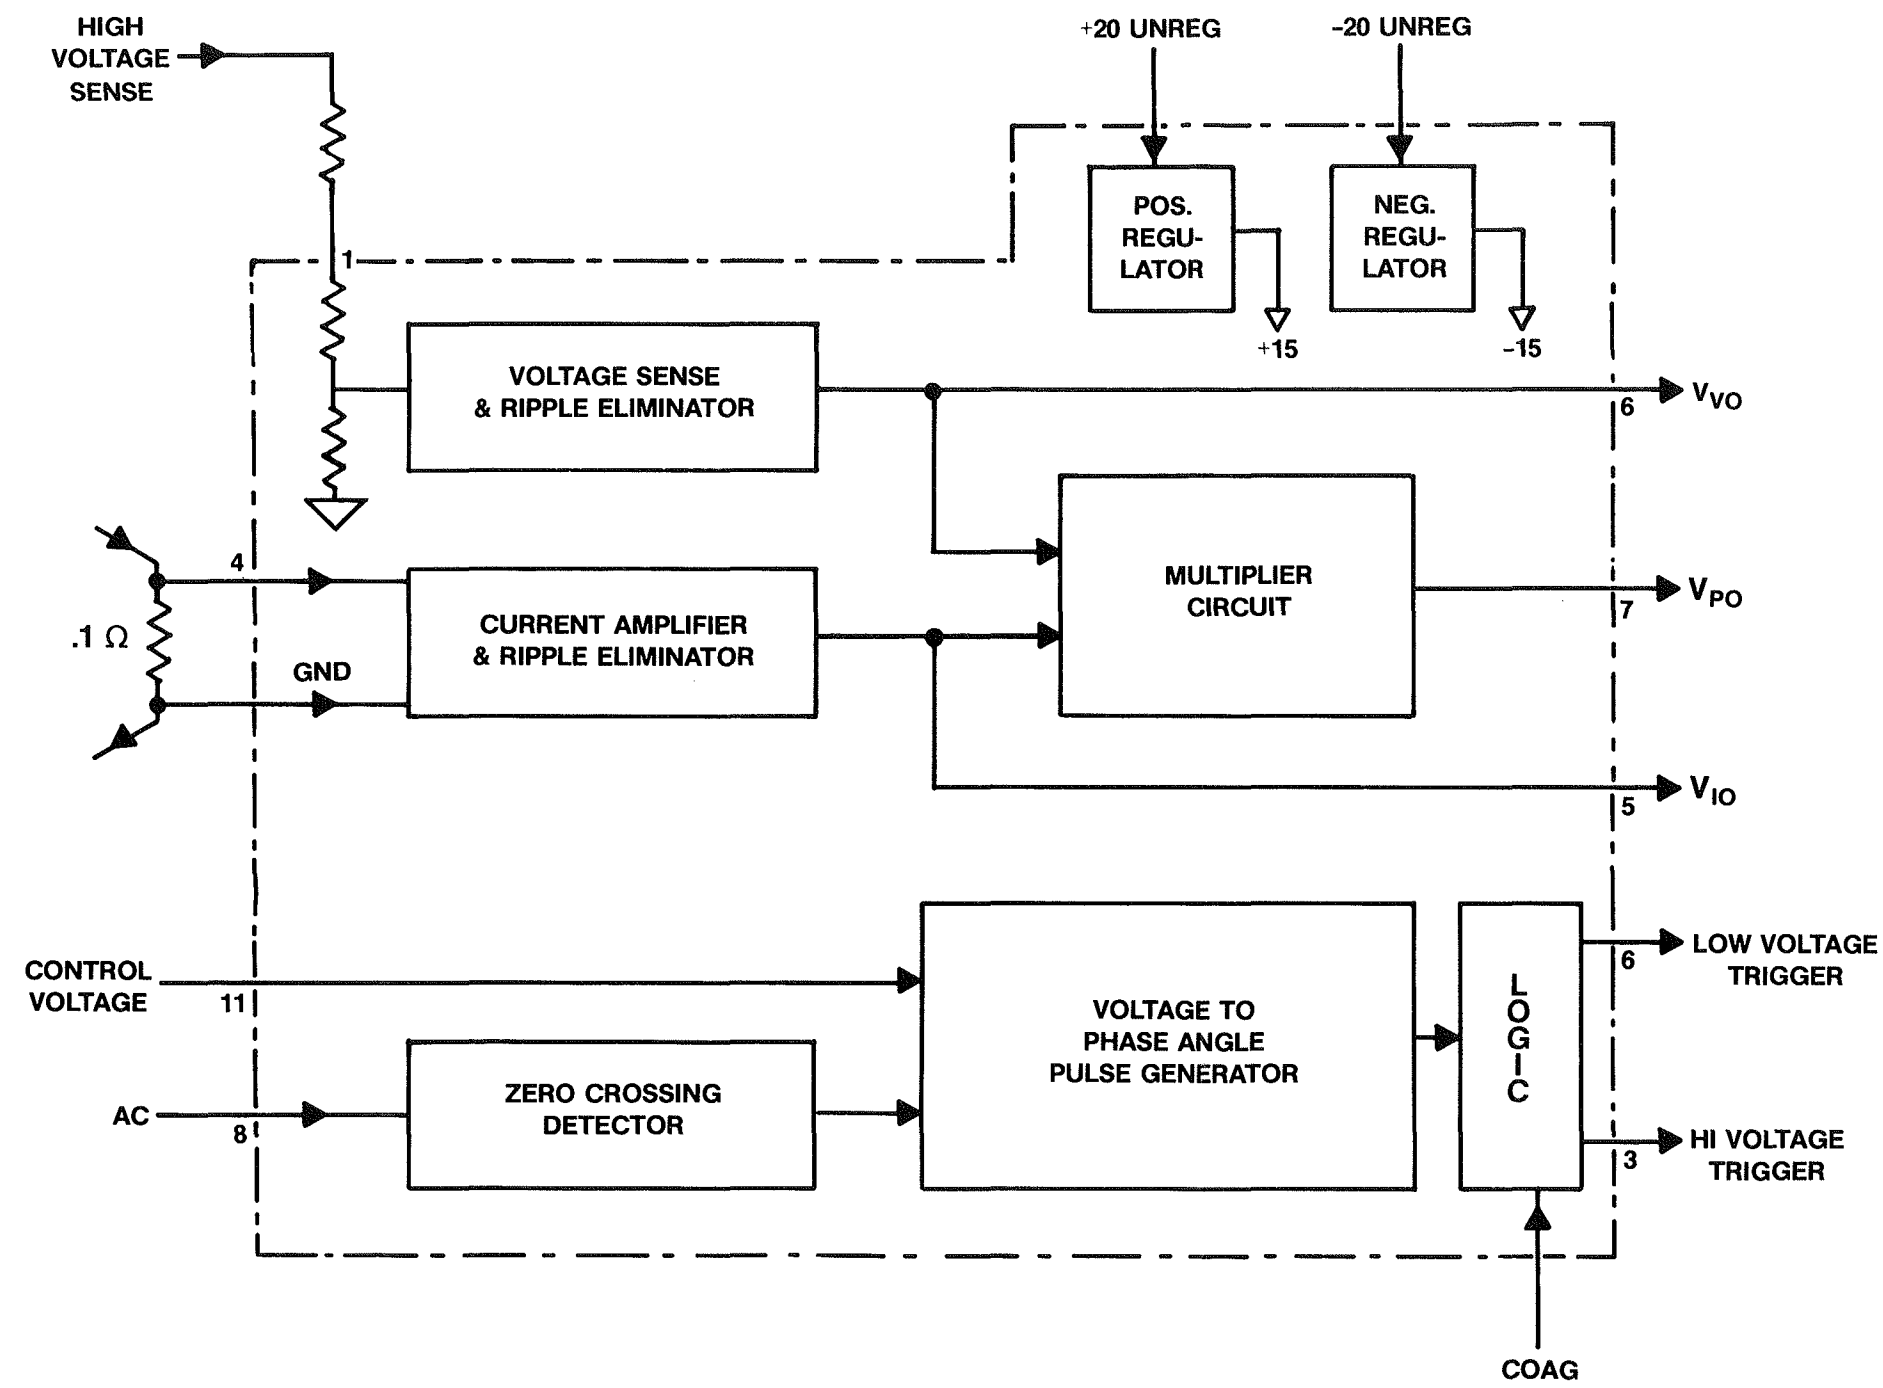 HIGH
VOLTAGE
SENSE
+20 UNREG
-20 UNREG
POS.
REGU-
LATOR
NEG.
REGU-
LATOR
+15
-15
1
VOLTAGE SENSE
& RIPPLE ELIMINATOR
6
VVO
4
.1 Ω
GND
CURRENT AMPLIFIER
& RIPPLE ELIMINATOR
MULTIPLIER
CIRCUIT
7
VPO
5
VIO
CONTROL
VOLTAGE
11
AC
8
ZERO CROSSING
DETECTOR
VOLTAGE TO
PHASE ANGLE
PULSE GENERATOR
LOGIC
6
LOW VOLTAGE
TRIGGER
3
HI VOLTAGE
TRIGGER
COAG